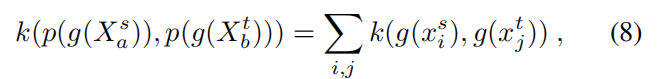 k(p(g(X_a^s)), p(g(X_b^t))) = \sum_{i,j} k(g(x_i^s), g(x_j^t)) , (8)